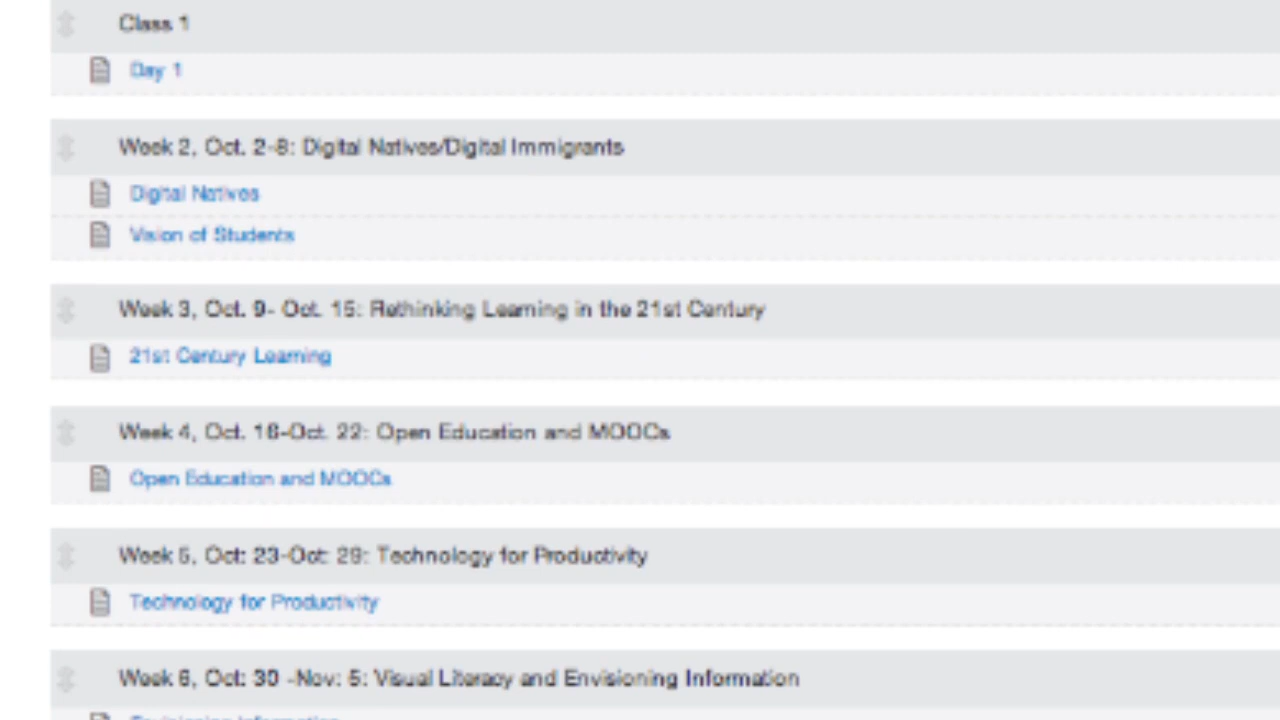 Class 1
Day 1
Week 2, Oct. 2-8: Digital Natives/Digital Immigrants
Digital Natives
Vision of Students
Week 3, Oct. 9- Oct. 15: Rethinking Learning in the 21st Century
21st Century Learning
Week 4, Oct. 16-Oct. 22: Open Education and MOOCs
Open Education and MOOCs
Week 5, Oct: 23-Oct: 29: Technology for Productivity
Technology for Productivity
Week 6, Oct: 30 -Nov: 5: Visual Literacy and Envisioning Information
Envisioning Information